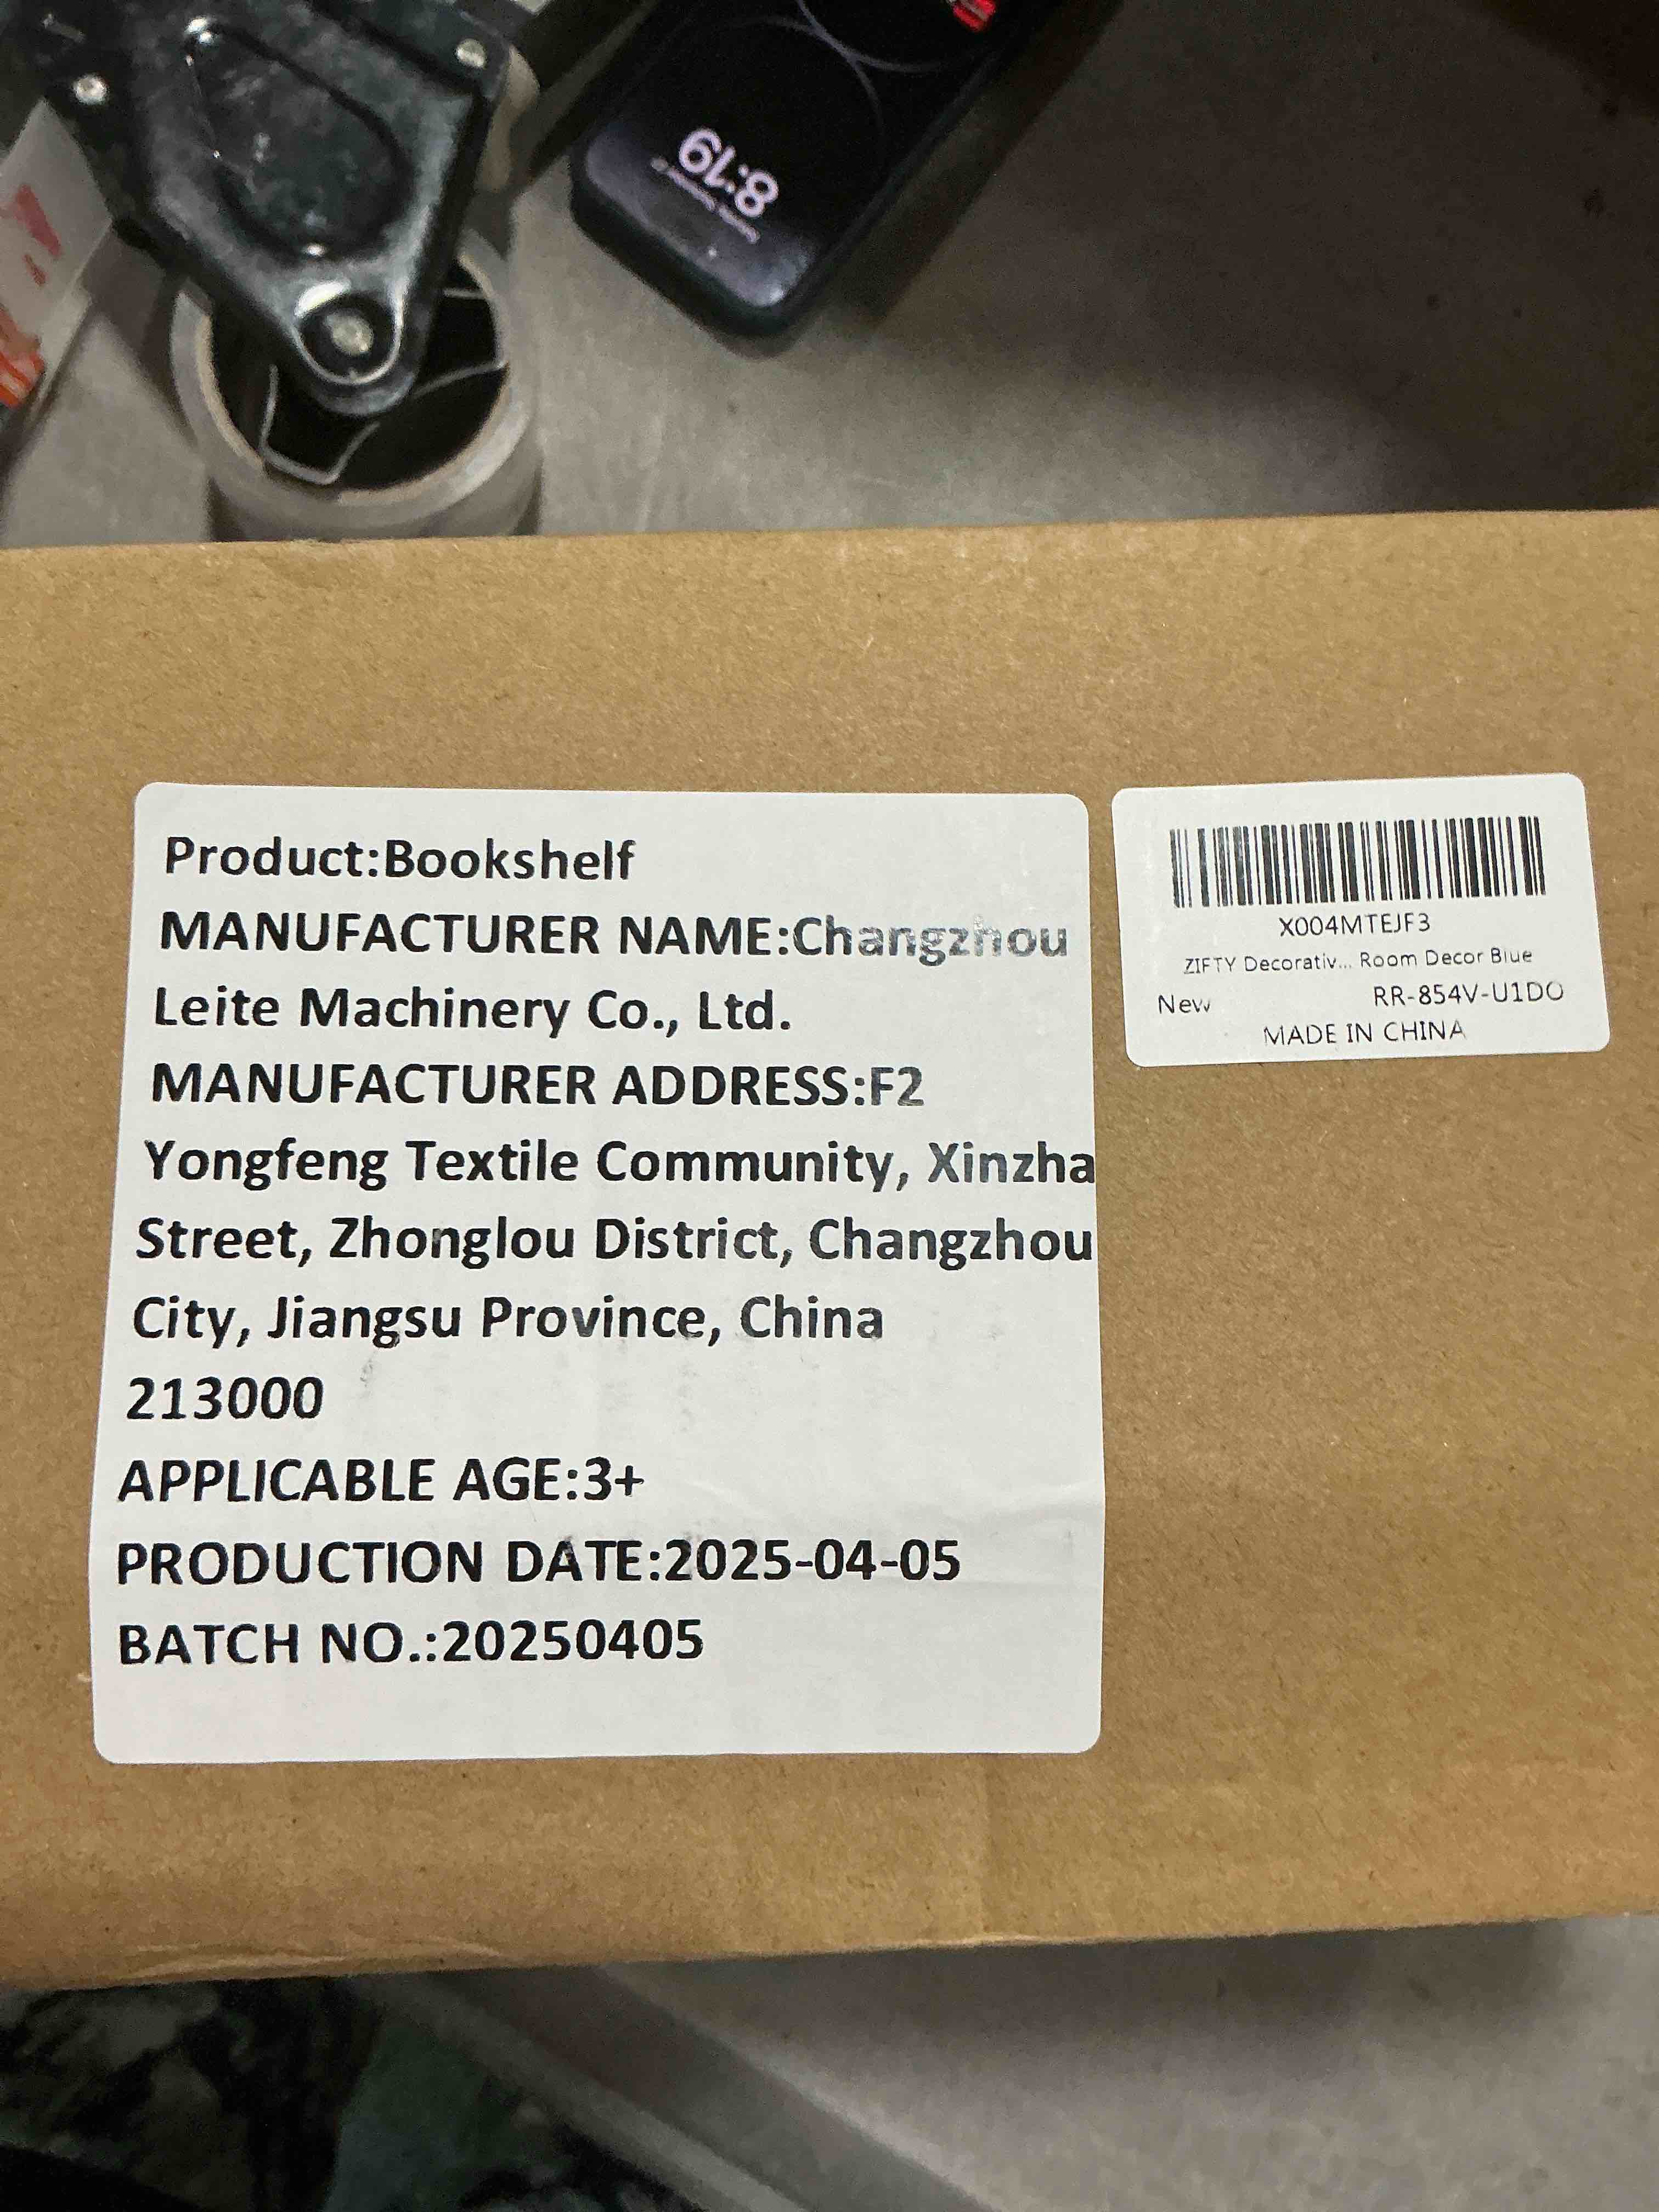 8:19
Product:Bookshelf
MANUFACTURER NAME:Changzhou
Leite Machinery Co., Ltd.
MANUFACTURER ADDRESS:F2
Yongfeng Textile Community, Xinzha
Street, Zhonglou District, Changzhou
City, Jiangsu Province, China
213000
APPLICABLE AGE:3+
PRODUCTION DATE:2025-04-05
BATCH NO.:20250405
X004MTEJF3
ZIFTY Decorativ... Room Decor Blue
New RR-854V-U1DO
MADE IN CHINA